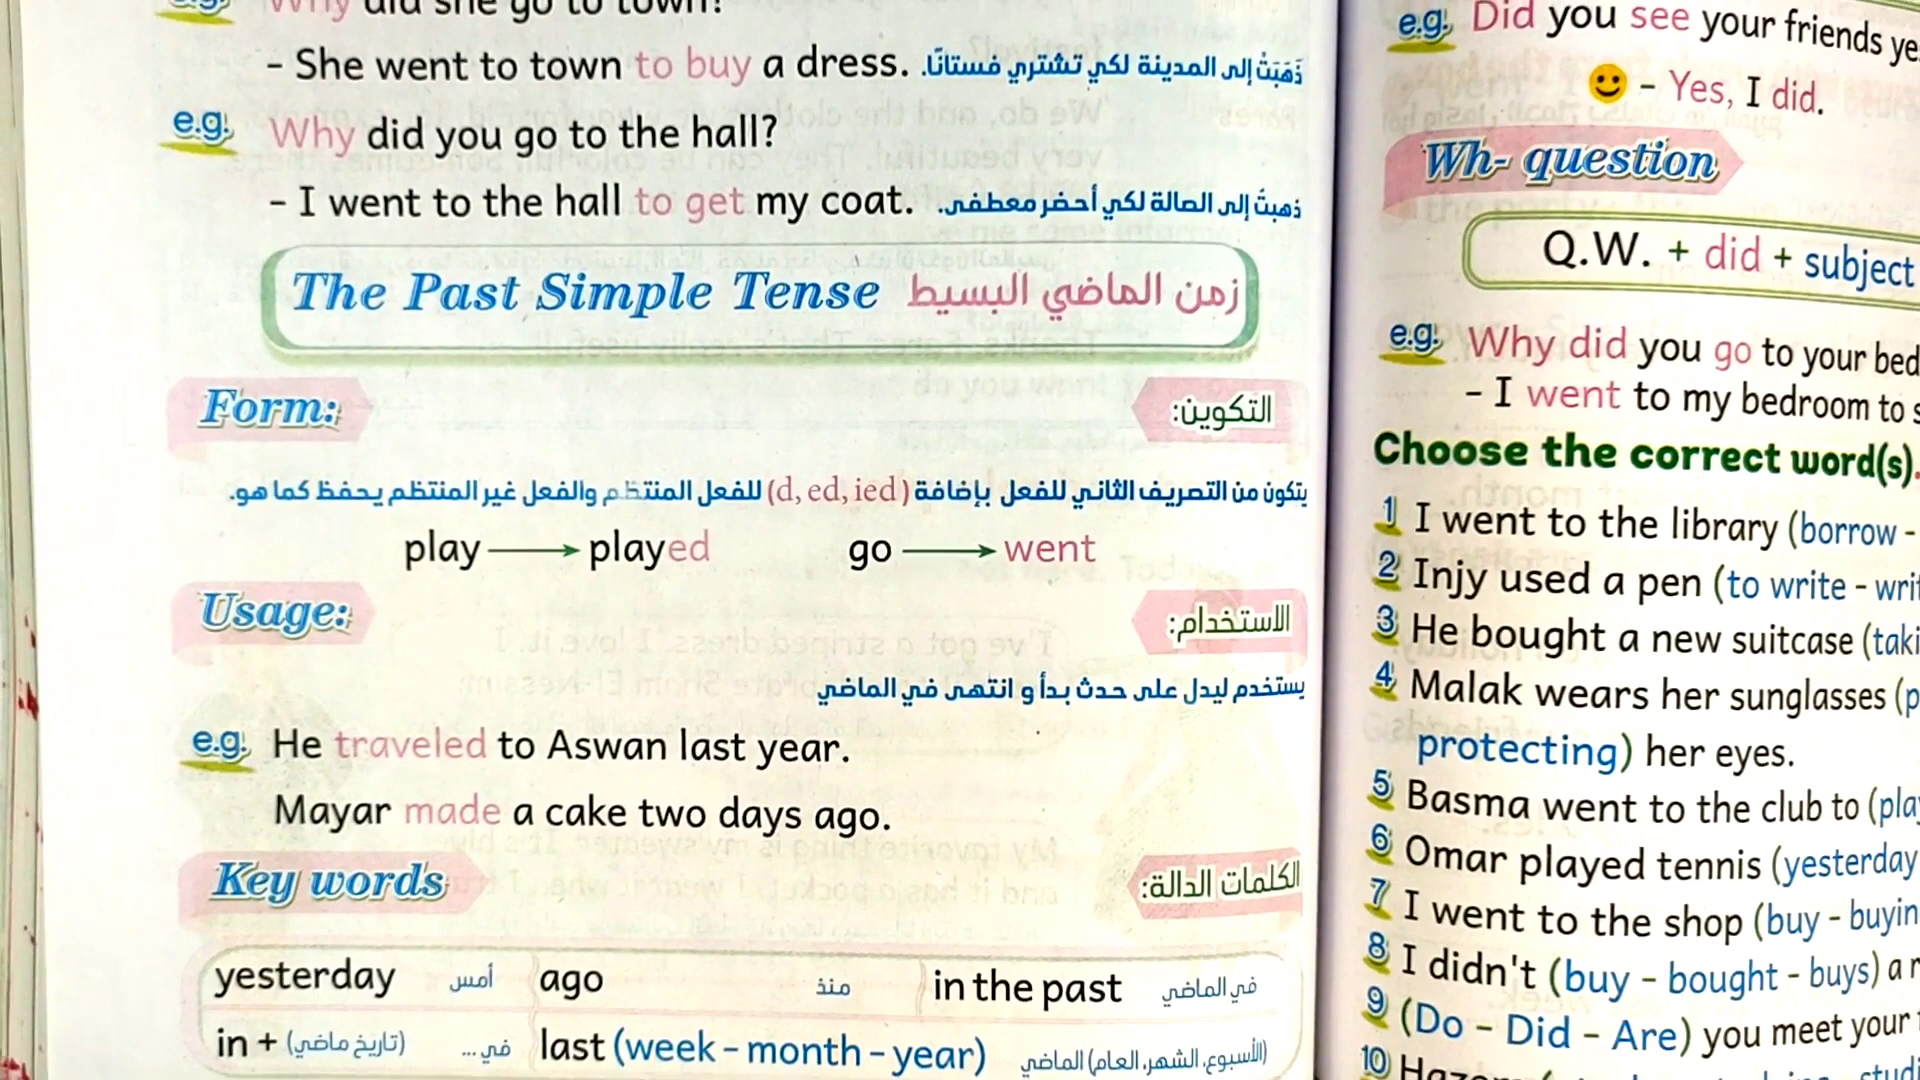 e.g. Why did she go to town?
- She went to town to buy a dress. ذَهَبَتْ إلى المدينة لكي تشتري فستانًا.
e.g. Why did you go to the hall?
- I went to the hall to get my coat. ذهبتُ إلى الصالة لكي أحضر معطفي.
The Past Simple Tense زمن الماضي البسيط
Form: التكوين:
يتكون من التصريف الثاني للفعل بإضافة (d, ed, ied) للفعل المنتظم والفعل غير المنتظم يحفظ كما هو.
play → played go → went
Usage: الاستخدام:
يستخدم ليدل على حدث بدأ و انتهى في الماضي
e.g. He traveled to Aswan last year.
Mayar made a cake two days ago.
Key words الكلمات الدالة:
yesterday أمس ago منذ in the past في الماضي
in + (تاريخ ماضي) في ... last (week - month - year) الماضي (الأسبوع، الشهر، العام)
e.g. Did you see your friends
- Yes, I did.
Wh- question
Q.W. + did + subject
e.g. Why did you go to your
- I went to my bedroom to
Choose the correct word(s).
1 I went to the library (borrow -
2 Injy used a pen (to write -
3 He bought a new suitcase
4 Malak wears her sunglasses
protecting) her eyes.
5 Basma went to the club to
6 Omar played tennis (yesterday
7 I went to the shop (buy -
8 I didn't (buy - bought - buys)
9 (Do - Did - Are) you meet your
10